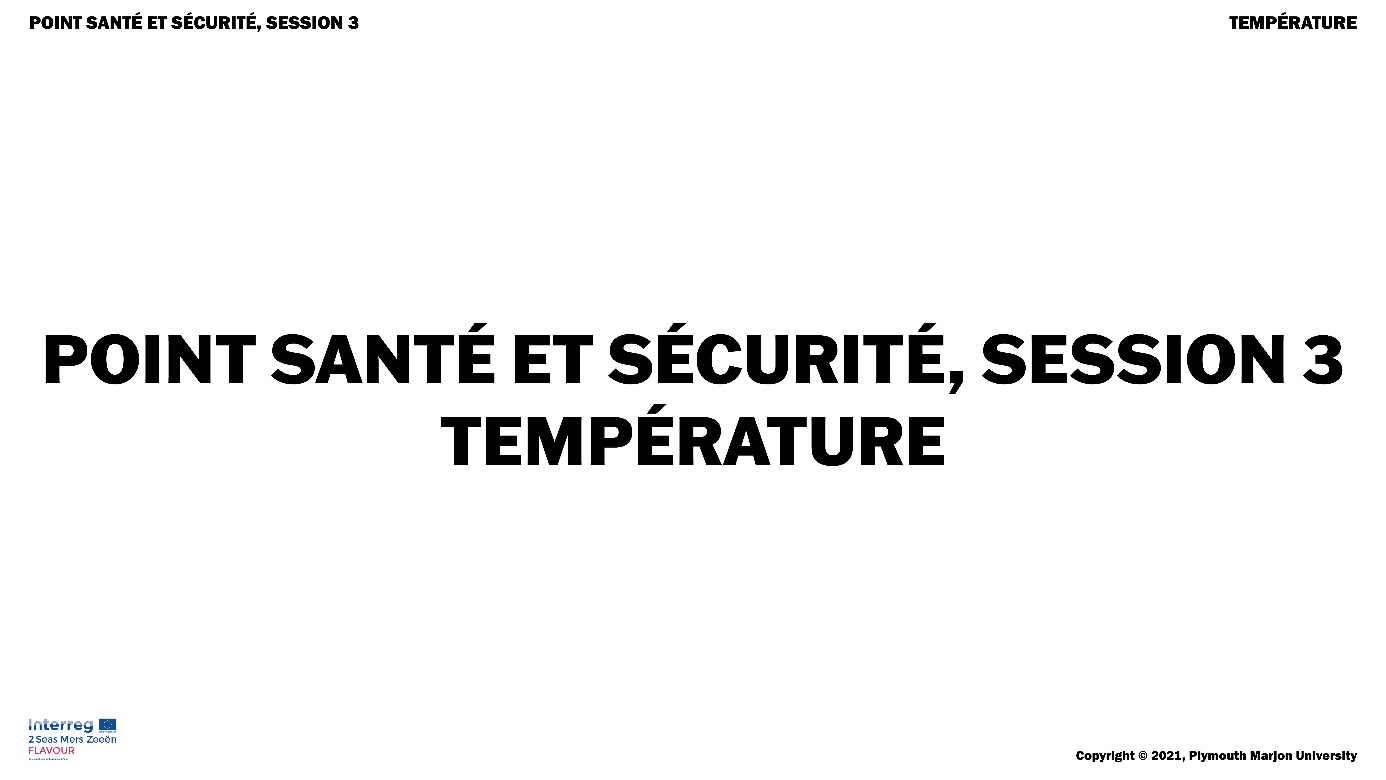 POINT SANTÉ ET SÉCURITÉ, SESSION 3
TEMPÉRATURE
POINT SANTÉ ET SÉCURITÉ, SESSION 3
TEMPÉRATURE
Interreg
2 Seas Mers Zeeën
FLAVOUR
Copyright © 2021, Plymouth Marjon University